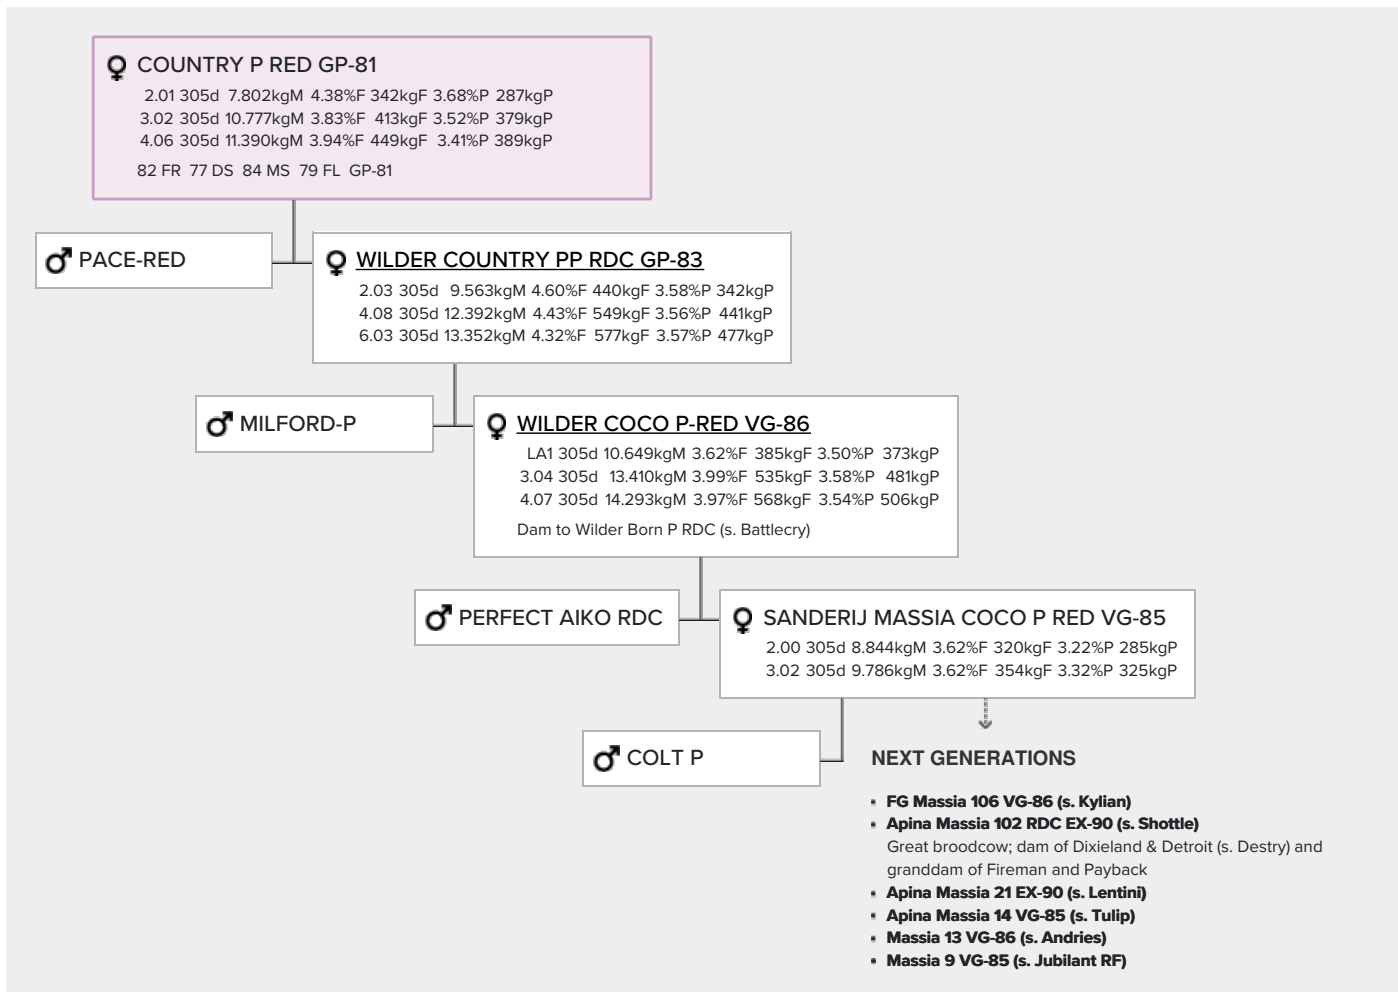 COUNTRY P RED GP-81
2.01 305d 7.802kgM 4.38%F 342kgF 3.68%P 287kgP
3.02 305d 10.777kgM 3.83%F 413kgF 3.52%P 379kgP
4.06 305d 11.390kgM 3.94%F 449kgF 3.41%P 389kgP
82 FR 77 DS 84 MS 79 FL GP-81
PACE-RED
WILDER COUNTRY PP RDC GP-83
2.03 305d 9.563kgM 4.60%F 440kgF 3.58%P 342kgP
4.08 305d 12.392kgM 4.43%F 549kgF 3.56%P 441kgP
6.03 305d 13.352kgM 4.32%F 577kgF 3.57%P 477kgP
MILFORD-P
WILDER COCO P-RED VG-86
LA1 305d 10.649kgM 3.62%F 385kgF 3.50%P 373kgP
3.04 305d 13.410kgM 3.99%F 535kgF 3.58%P 481kgP
4.07 305d 14.293kgM 3.97%F 568kgF 3.54%P 506kgP
Dam to Wilder Born P RDC (s. Battlecry)
PERFECT AIKO RDC
SANDERIJ MASSIA COCO P RED VG-85
2.00 305d 8.844kgM 3.62%F 320kgF 3.22%P 285kgP
3.02 305d 9.786kgM 3.62%F 354kgF 3.32%P 325kgP
COLT P
NEXT GENERATIONS
▪ FG Massia 106 VG-86 (s. Kylian)
▪ Apina Massia 102 RDC EX-90 (s. Shottle)
Great broodcow; dam of Dixieland & Detroit (s. Destry) and
granddam of Fireman and Payback
▪ Apina Massia 21 EX-90 (s. Lentini)
▪ Apina Massia 14 VG-85 (s. Tulip)
▪ Massia 13 VG-86 (s. Andries)
▪ Massia 9 VG-85 (s. Jubilant RF)